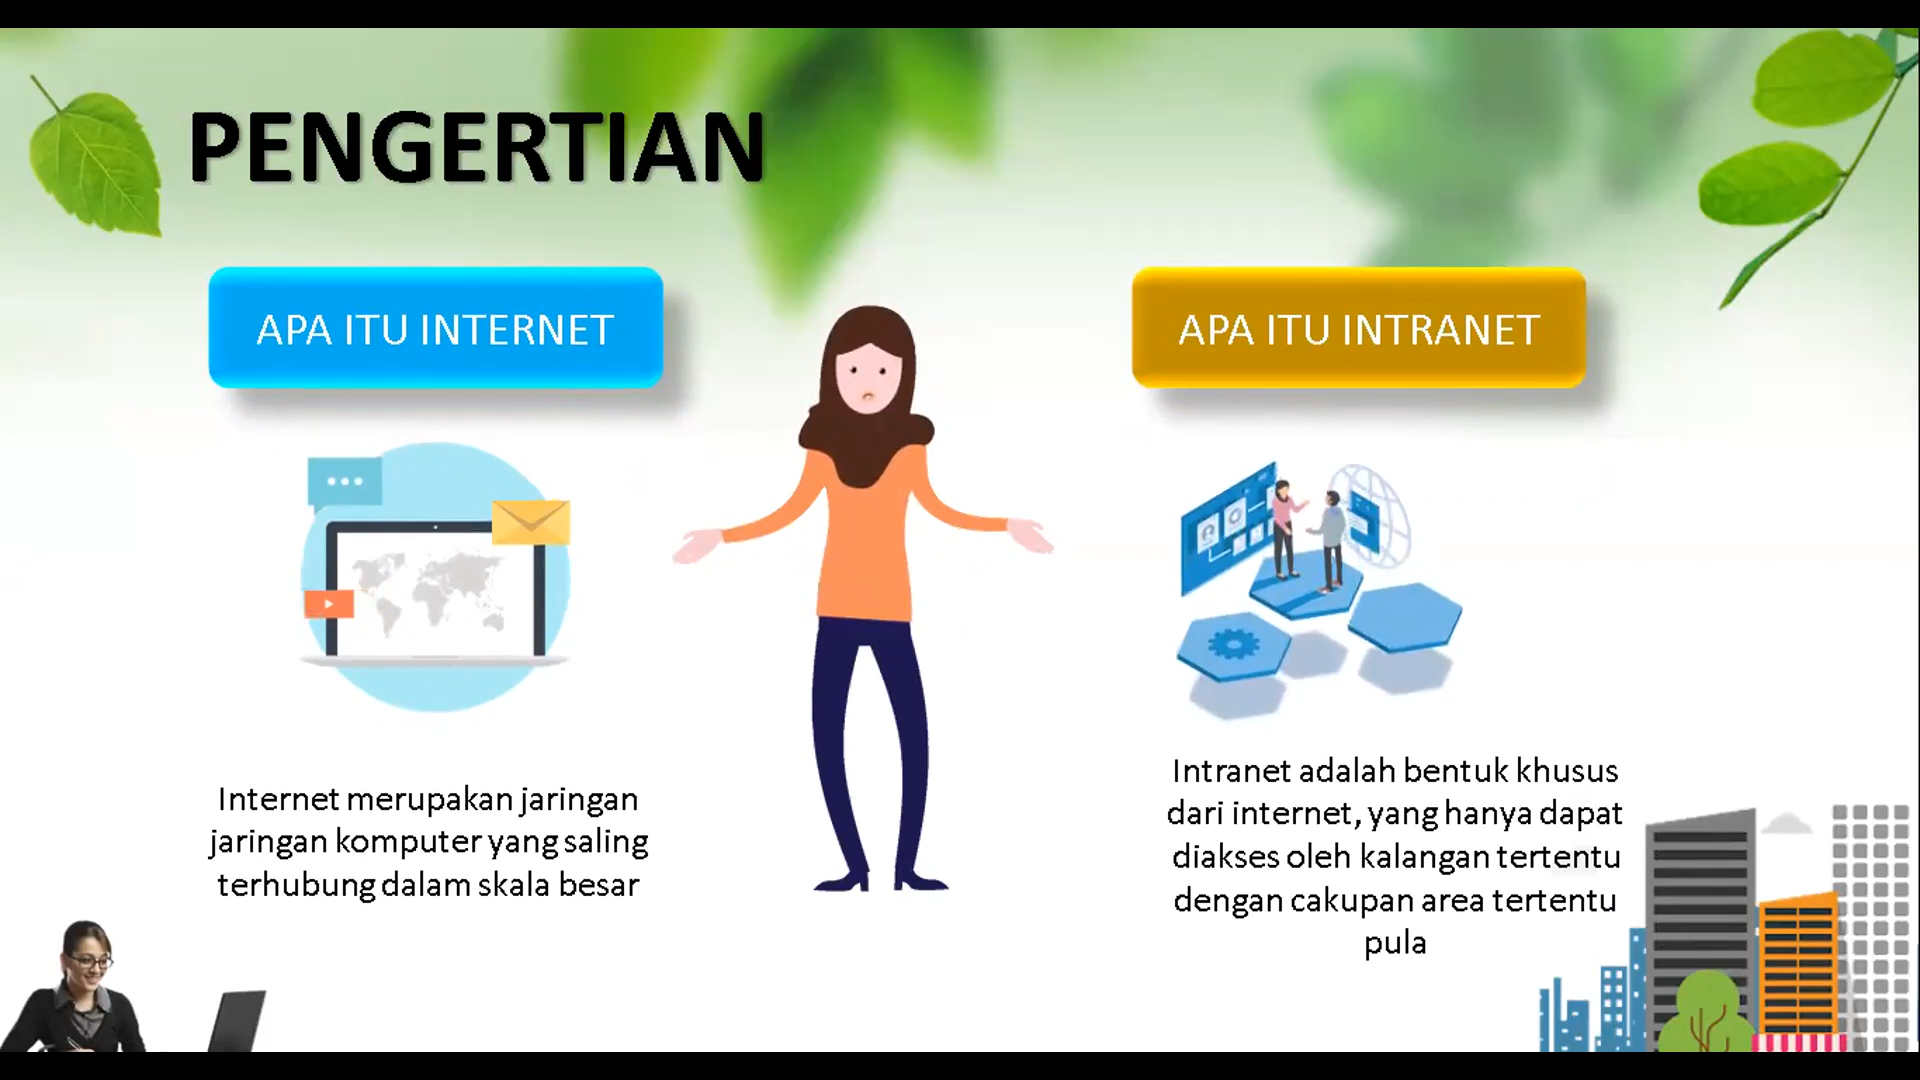 PENGERTIAN
APA ITU INTERNET
Internet merupakan jaringan
jaringan komputer yang saling
terhubung dalam skala besar
APA ITU INTRANET
Intranet adalah bentuk khusus
dari internet, yang hanya dapat
diakses oleh kalangan tertentu
dengan cakupan area tertentu
pula